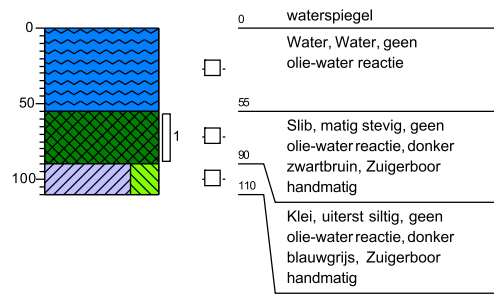 0
50
100
1
0
waterspiegel
Water, Water, geen
olie-water reactie
55
Slib, matig stevig, geen
olie-water reactie, donker
zwartbruin, Zuigerboor
handmatig
90
110
Klei, uiterst siltig, geen
olie-water reactie, donker
blauwgrijs, Zuigerboor
handmatig